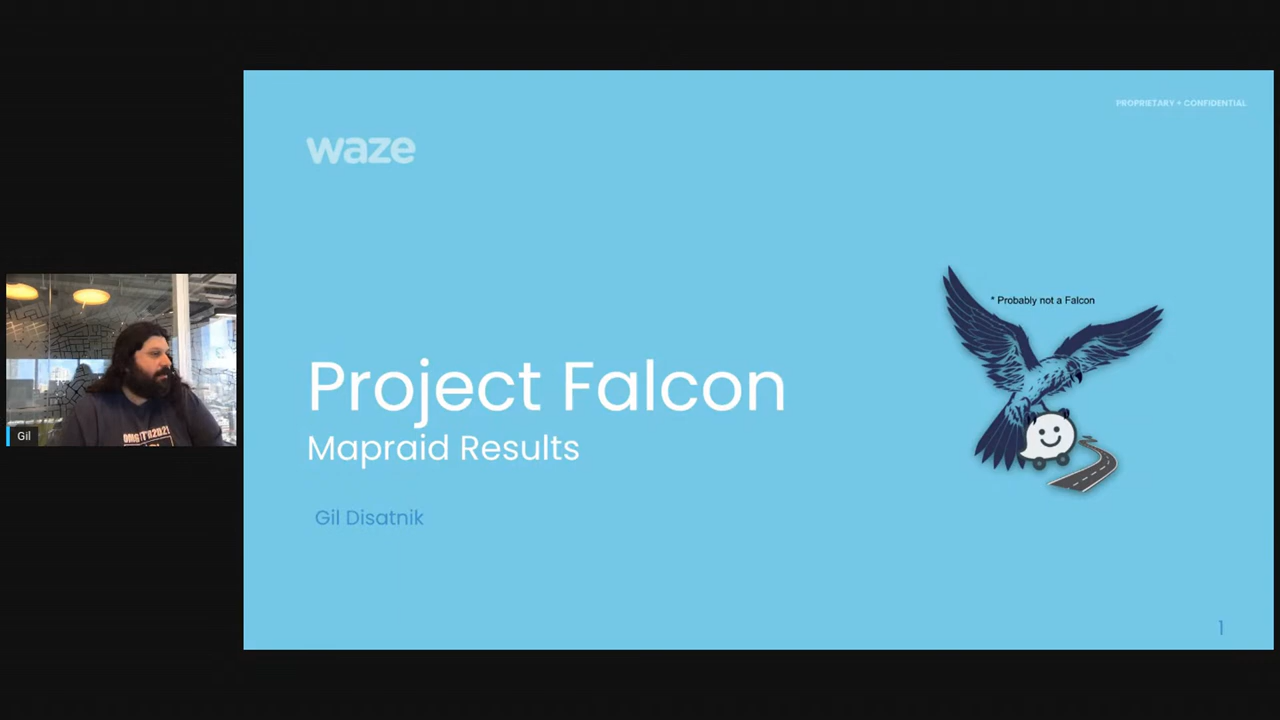 PROPRIETARY + CONFIDENTIAL
waze
* Probably not a Falcon
Project Falcon
Mapraid Results
Gil Disatnik
Gil
1